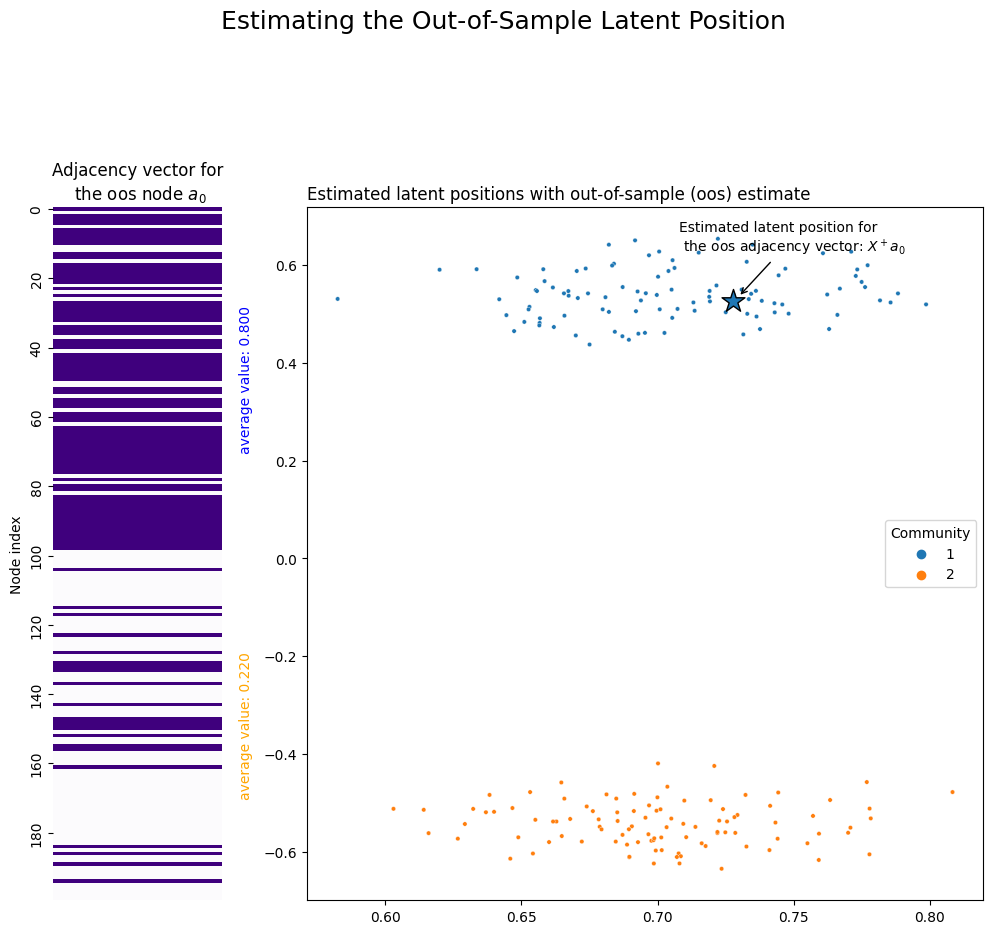 Estimating the Out-of-Sample Latent Position
Adjacency vector for
the oos node a₀
0
20
40
60
80
100
120
140
160
180
Node index
average value: 0.800
average value: 0.220
Estimated latent positions with out-of-sample (oos) estimate
Estimated latent position for
the oos adjacency vector: X⁺a₀
0.6
0.4
0.2
0.0
−0.2
−0.4
−0.6
0.60
0.65
0.70
0.75
0.80
Community
1
2